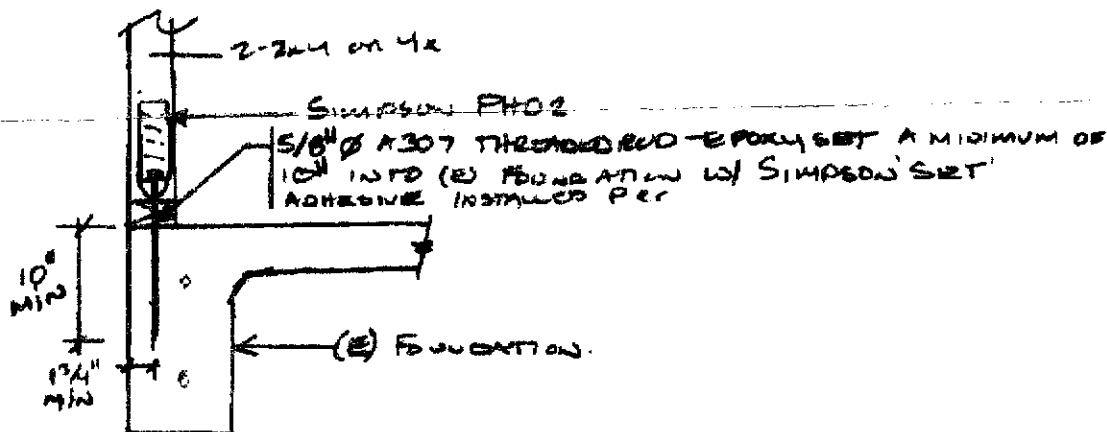 2-2x4 or 4x
SIMPSON PHD2
5/8"Ø A307 THREADED ROD - EPOXY SET A MINIMUM OF
10" INTO (E) FOUNDATION W/ SIMPSON 'SET'
ADHESIVE INSTALLED Per
10"
MIN
(E) FOUNDATION.
1 3/4"
MIN